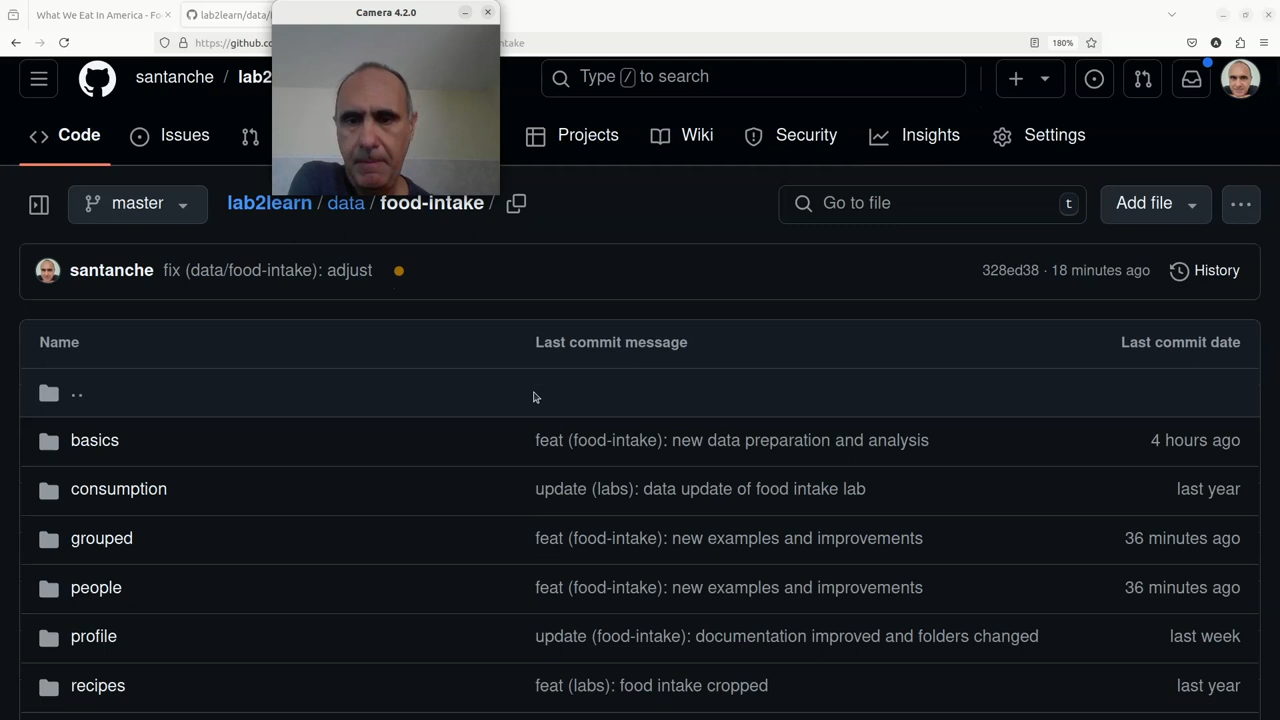 What We Eat In America - Fo
lab2learn/data/
Camera 4.2.0
https://github.co
ntake
180%
santanche / lab2
Type / to search
Code
Issues
Projects
Wiki
Security
Insights
Settings
master
lab2learn / data / food-intake /
Go to file
t
Add file
santanche fix (data/food-intake): adjust
328ed38 · 18 minutes ago
History
Name Last commit message Last commit date
..
basics feat (food-intake): new data preparation and analysis 4 hours ago
consumption update (labs): data update of food intake lab last year
grouped feat (food-intake): new examples and improvements 36 minutes ago
people feat (food-intake): new examples and improvements 36 minutes ago
profile update (food-intake): documentation improved and folders changed last week
recipes feat (labs): food intake cropped last year